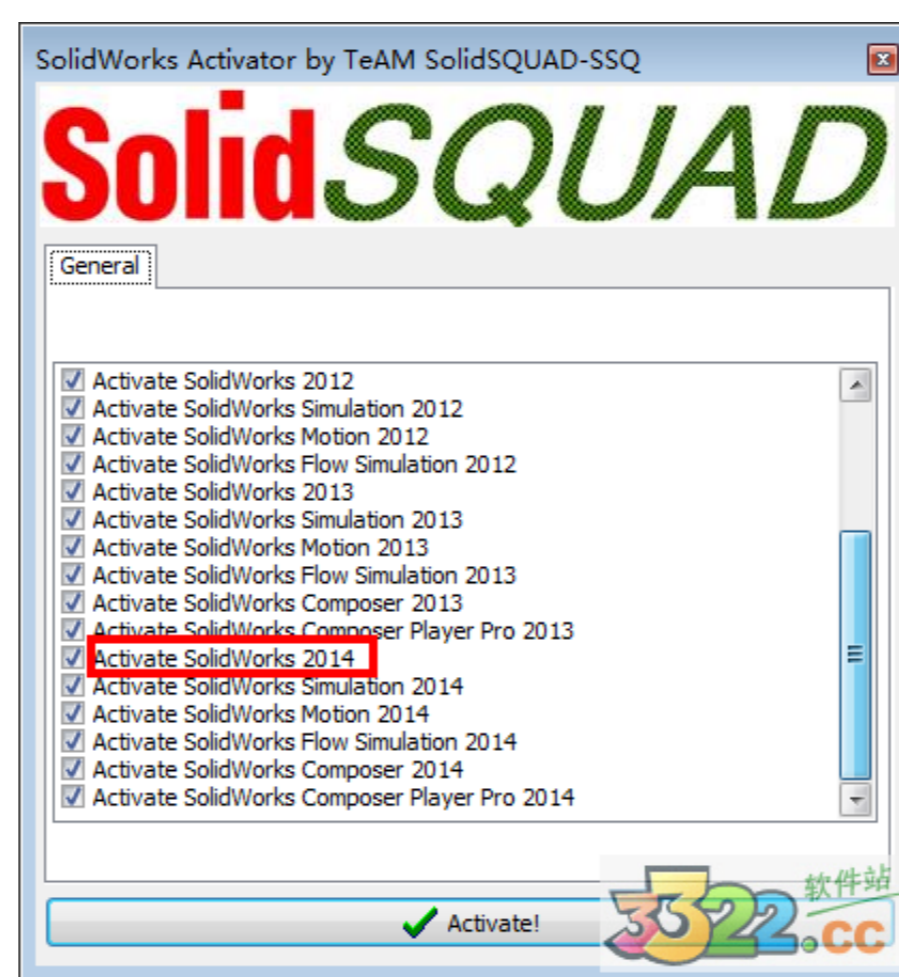 SolidWorks Activator by TeAM SolidSQUAD-SSQ
SolidSQUAD
General
Activate SolidWorks 2012
Activate SolidWorks Simulation 2012
Activate SolidWorks Motion 2012
Activate SolidWorks Flow Simulation 2012
Activate SolidWorks 2013
Activate SolidWorks Simulation 2013
Activate SolidWorks Motion 2013
Activate SolidWorks Flow Simulation 2013
Activate SolidWorks Composer 2013
Activate SolidWorks Composer Player Pro 2013
Activate SolidWorks 2014
Activate SolidWorks Simulation 2014
Activate SolidWorks Motion 2014
Activate SolidWorks Flow Simulation 2014
Activate SolidWorks Composer 2014
Activate SolidWorks Composer Player Pro 2014
Activate!
3322软件站
.cc